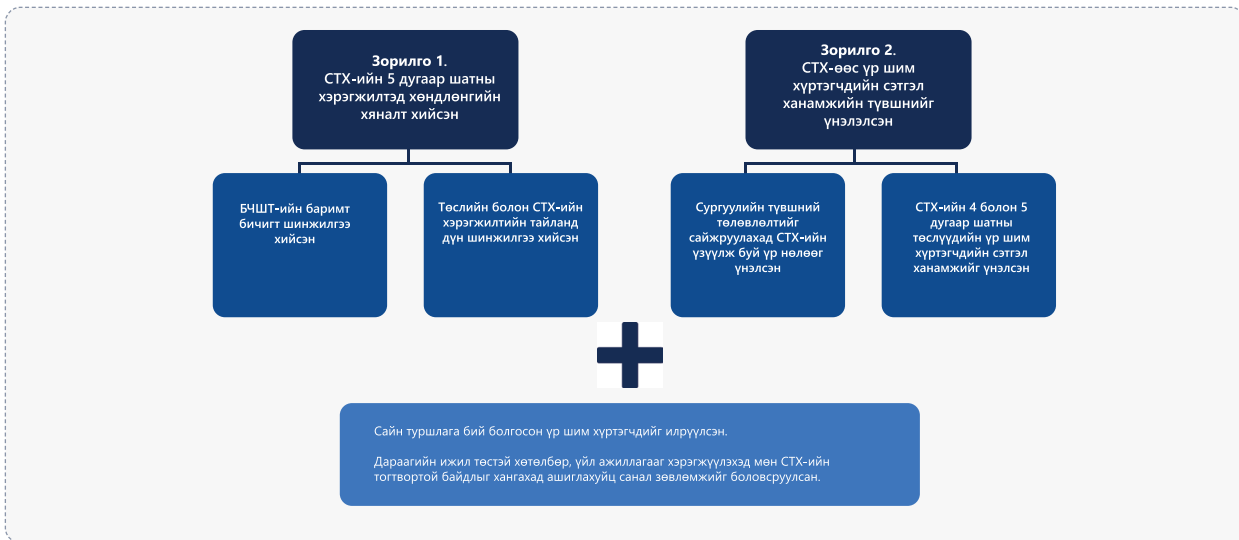 Зорилго 1.
СТХ-ийн 5 дугаар шатны
хэрэгжилтэд хөндлөнгийн
хяналт хийсэн
Зорилго 2.
СТХ-өөс үр шим
хүртэгчдийн сэтгэл
ханамжийн түвшнийг
үнэлэлсэн
БЧШТ-ийн баримт
бичигт шинжилгээ
хийсэн
Төслийн болон СТХ-ийн
хэрэгжилтийн тайланд
дүн шинжилгээ хийсэн
Сургуулийн түвшний
төлөвлөлтийг
сайжруулахад СТХ-ийн
үзүүлж буй үр нөлөөг
үнэлсэн
СТХ-ийн 4 болон 5
дугаар шатны
төслүүдийн үр шим
хүртэгчдийн сэтгэл
ханамжийг үнэлсэн
Сайн туршлага бий болгосон үр шим хүртэгчдийг илрүүлсэн.
Дараагийн ижил төстэй хөтөлбөр, үйл ажиллагааг хэрэгжүүлэхэд мөн СТХ-ийн
тогтвортой байдлыг хангахад ашиглахуйц санал зөвлөмжийг боловсруулсан.